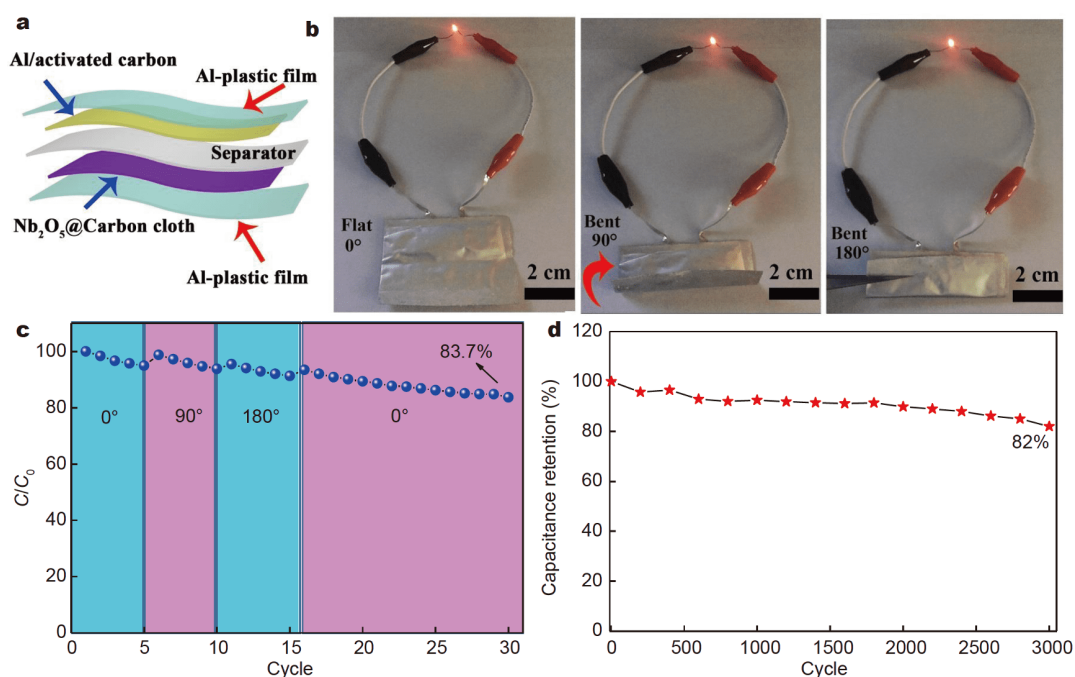 a
Al/activated carbon
Al-plastic film
Separator
Nb₂O₅@Carbon cloth
Al-plastic film
b
Flat
0°
2 cm
Bent
90°
2 cm
Bent
180°
2 cm
c
100
80
60
40
20
0
C/C₀
83.7%
0°
90°
180°
0°
0
5
10
15
20
25
30
Cycle
d
120
100
80
60
40
20
0
Capacitance retention (%)
82%
0
500
1000
1500
2000
2500
3000
Cycle